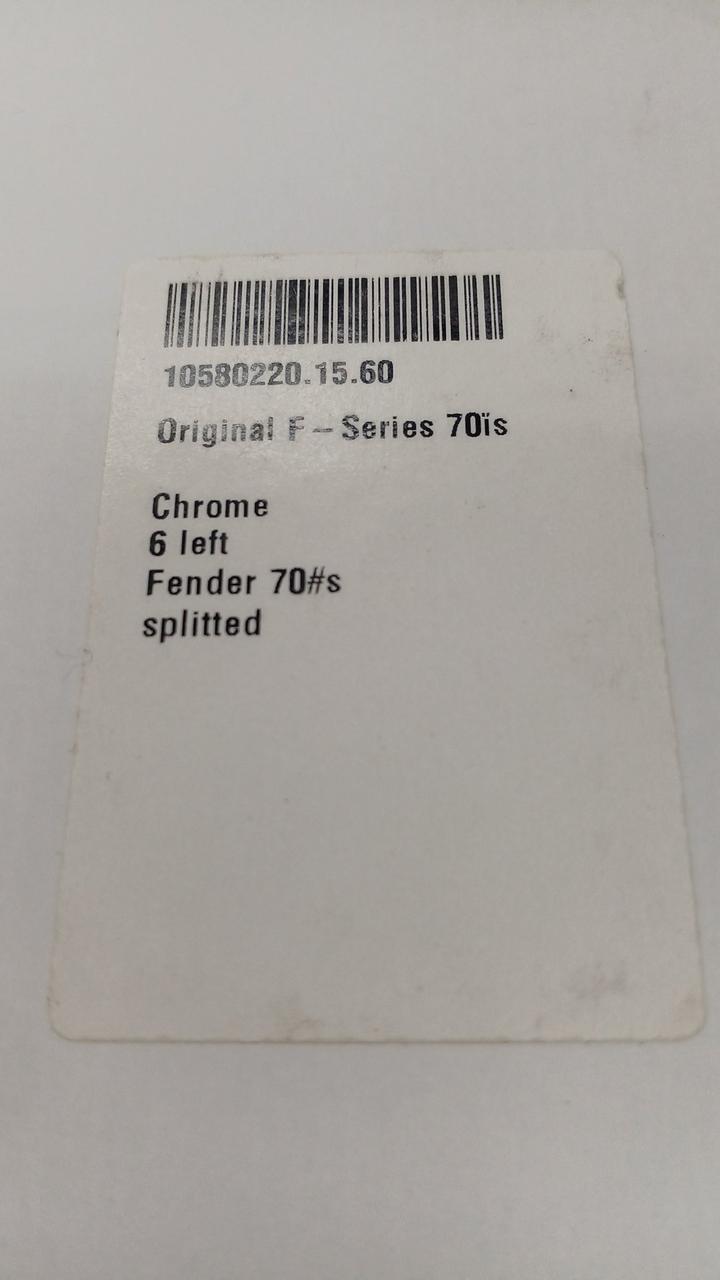 10580220.15.60
Original F-Series 70ïs
Chrome
6 left
Fender 70#s
splitted